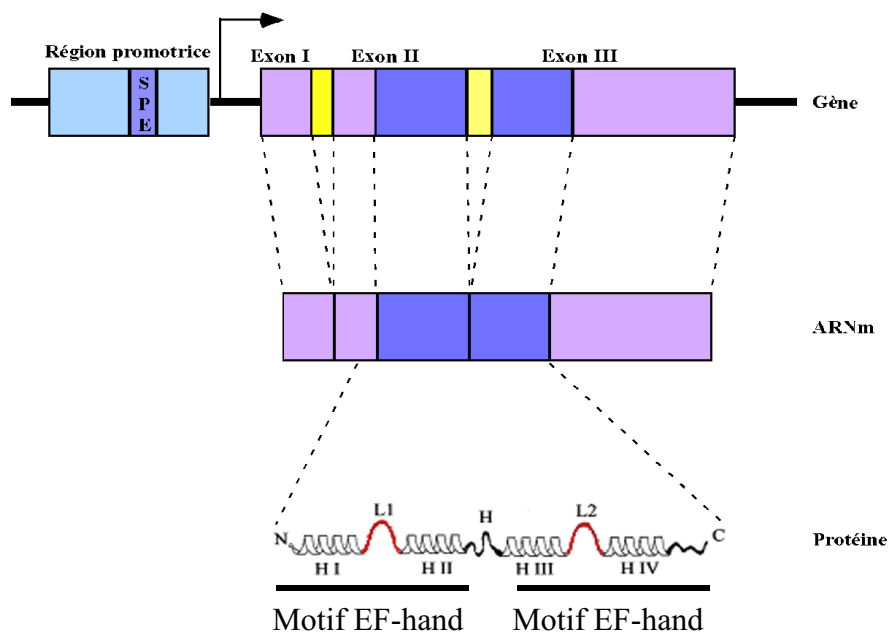 Région promotrice
Exon I
Exon II
Exon III
SPE
Gène
ARNm
L1
H
L2
N
C
Protéine
H I
H II
H III
H IV
Motif EF-hand
Motif EF-hand